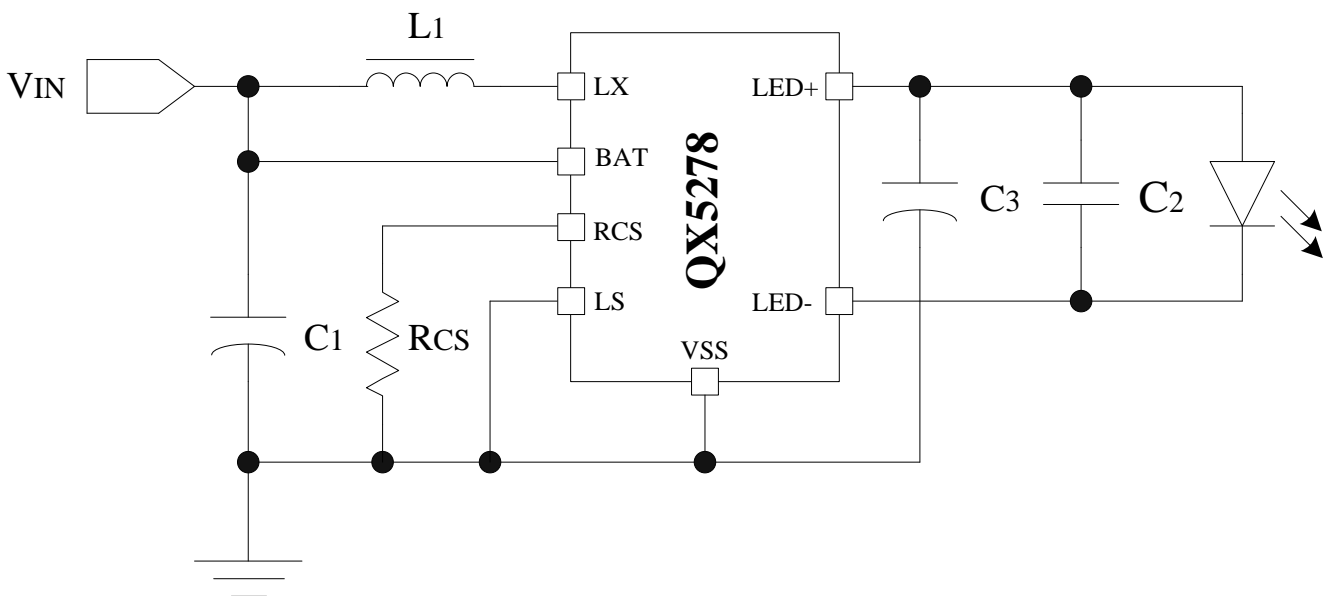 L1
VIN
LX
LED+
BAT
QX5278
C3
C2
RCS
LS
LED-
C1
RCS
VSS